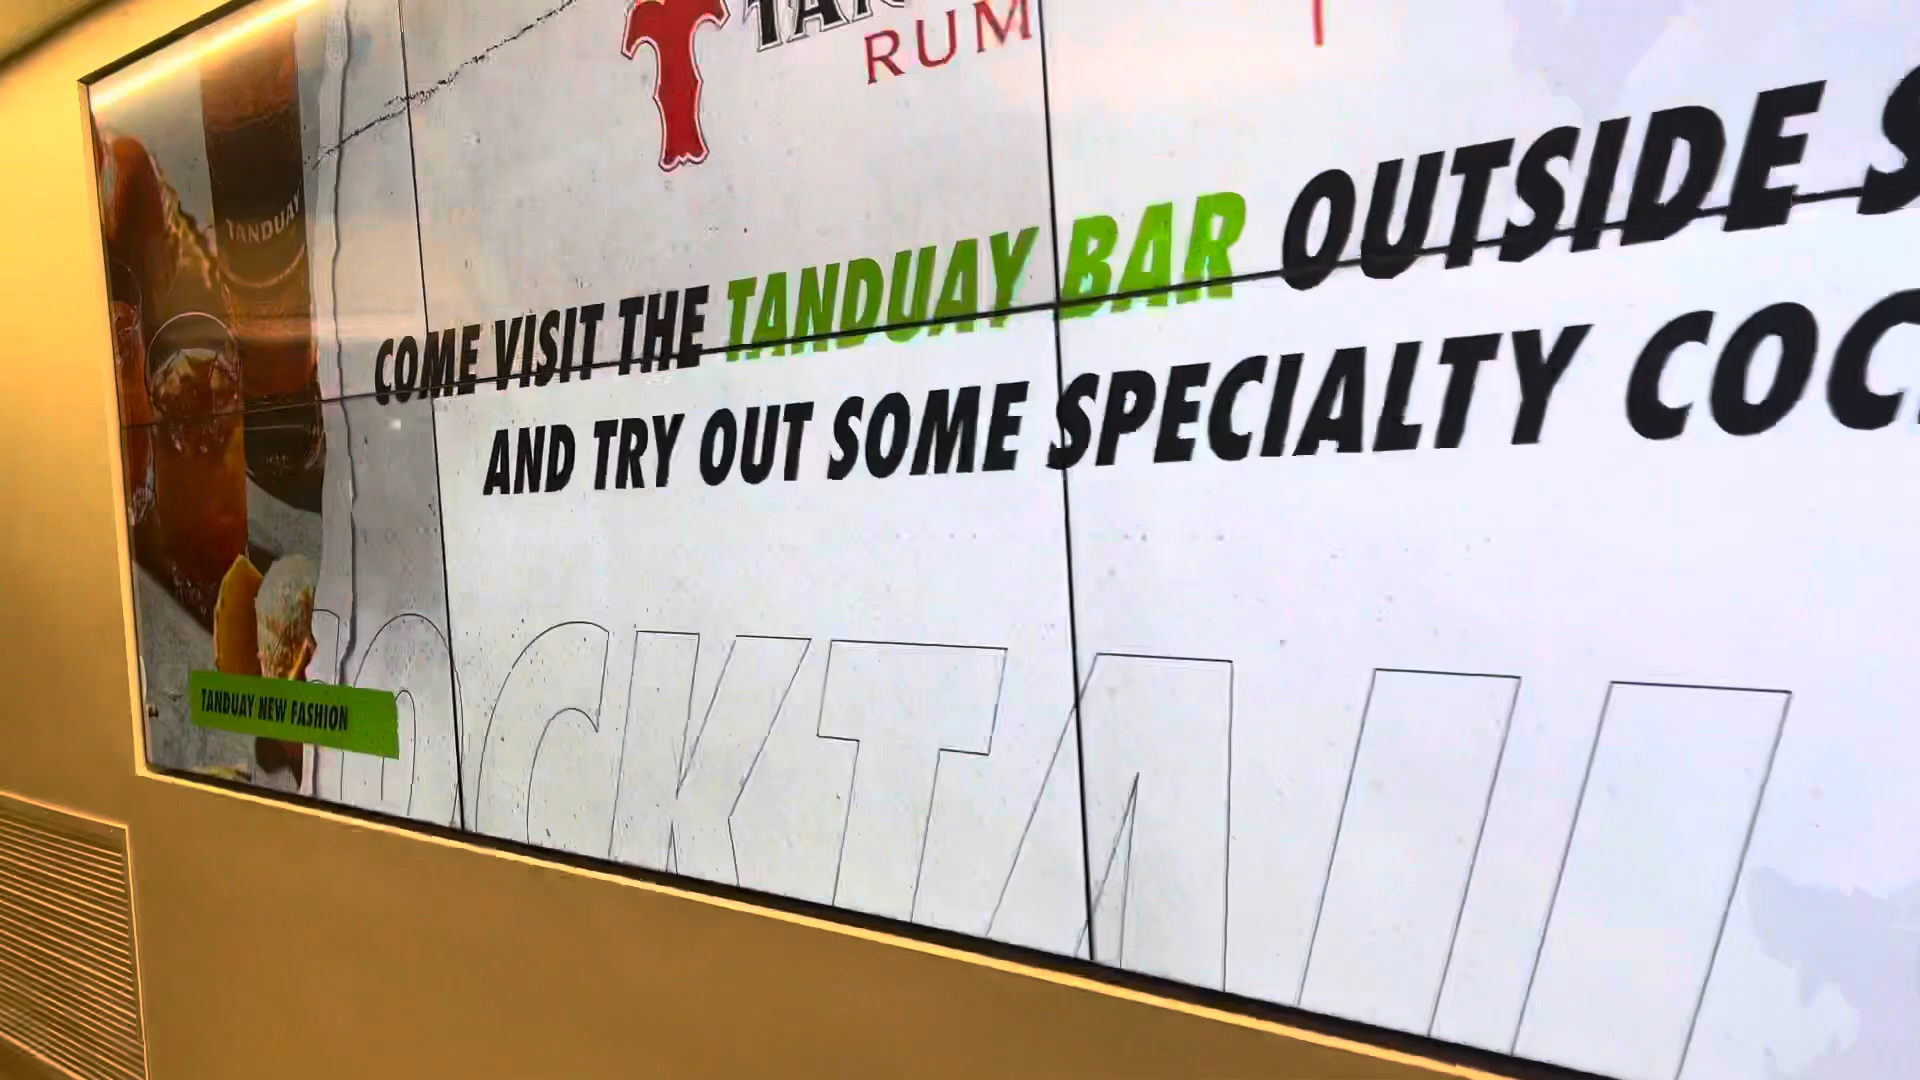 RUM
TANDUAY
COME VISIT THE TANDUAY BAR OUTSIDE
AND TRY OUT SOME SPECIALTY
TANDUAY NEW FASHION